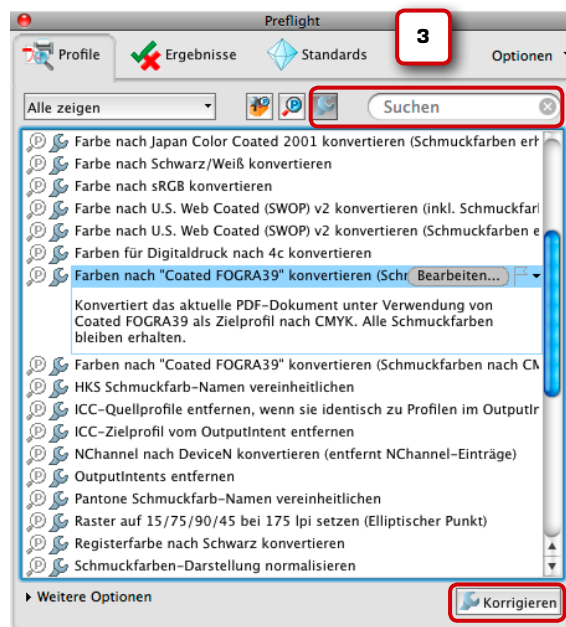 Preflight
3
Profile
Ergebnisse
Standards
Optionen
Alle zeigen
Suchen
Farbe nach Japan Color Coated 2001 konvertieren (Schmuckfarben erh
Farbe nach Schwarz/Weiß konvertieren
Farbe nach sRGB konvertieren
Farbe nach U.S. Web Coated (SWOP) v2 konvertieren (inkl. Schmuckfarl
Farbe nach U.S. Web Coated (SWOP) v2 konvertieren (Schmuckfarben e
Farben für Digitaldruck nach 4c konvertieren
Farben nach "Coated FOGRA39" konvertieren (Schr Bearbeiten...
Konvertiert das aktuelle PDF-Dokument unter Verwendung von
Coated FOGRA39 als Zielprofil nach CMYK. Alle Schmuckfarben
bleiben erhalten.
Farben nach "Coated FOGRA39" konvertieren (Schmuckfarben nach CM
HKS Schmuckfarb-Namen vereinheitlichen
ICC-Quellprofile entfernen, wenn sie identisch zu Profilen im OutputIr
ICC-Zielprofil vom OutputIntent entfernen
NChannel nach DeviceN konvertieren (entfernt NChannel-Einträge)
OutputIntents entfernen
Pantone Schmuckfarb-Namen vereinheitlichen
Raster auf 15/75/90/45 bei 175 lpi setzen (Elliptischer Punkt)
Registerfarbe nach Schwarz konvertieren
Schmuckfarben-Darstellung normalisieren
Weitere Optionen
Korrigieren